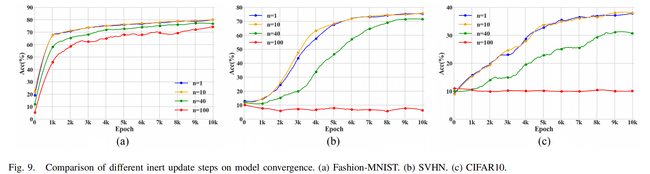 90
80
70
60
50
40
30
20
10
0
Acc(%)
0 1k 2k 3k 4k 5k 6k 7k 8k 9k 10k
Epoch
n=1
n=10
n=40
n=100
(a)
80
70
60
50
40
30
20
10
0
Acc(%)
0 1k 2k 3k 4k 5k 6k 7k 8k 9k 10k
Epoch
n=1
n=10
n=40
n=100
(b)
40
30
20
10
0
Acc(%)
0 1k 2k 3k 4k 5k 6k 7k 8k 9k 10k
Epoch
n=1
n=10
n=40
n=100
(c)
Fig. 9. Comparison of different inert update steps on model convergence. (a) Fashion-MNIST. (b) SVHN. (c) CIFAR10.